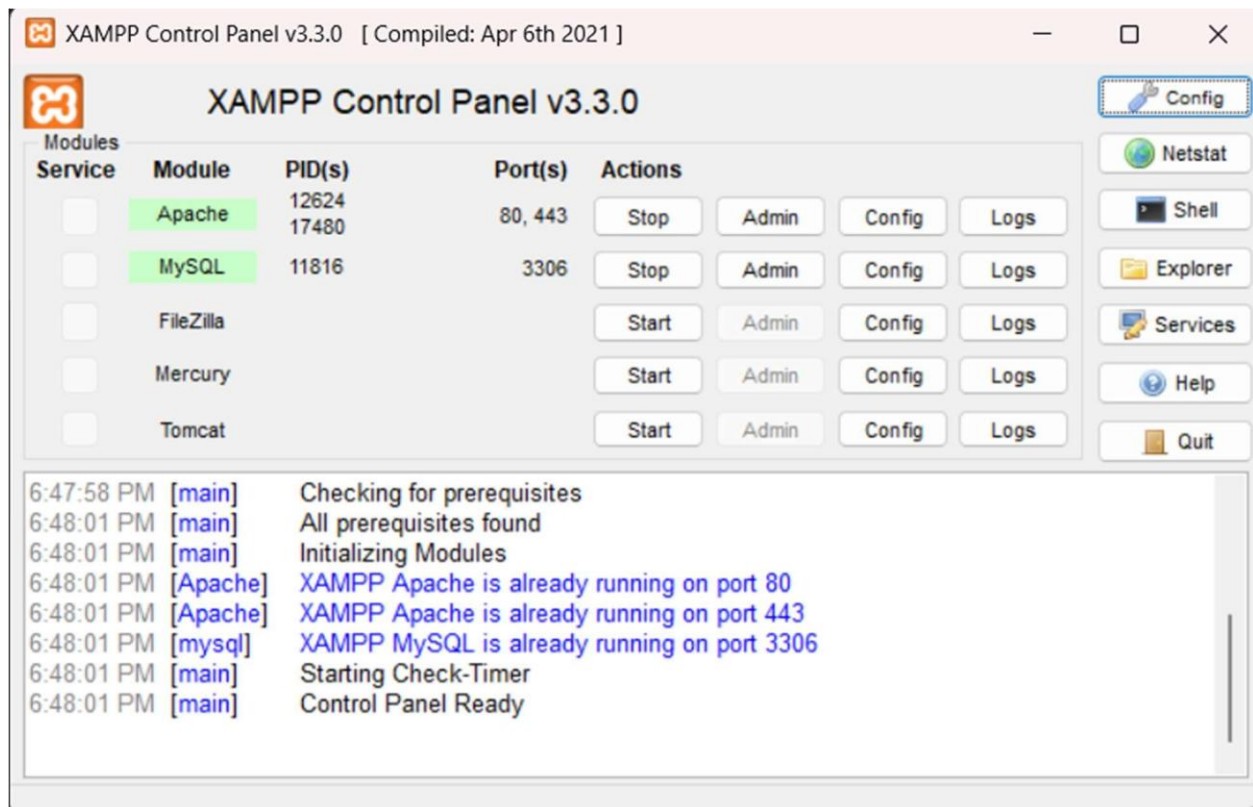 XAMPP Control Panel v3.3.0 [ Compiled: Apr 6th 2021 ]
XAMPP Control Panel v3.3.0
Config
Netstat
Shell
Explorer
Services
Help
Quit
Modules
Service Module PID(s) Port(s) Actions
Apache 12624 17480 80, 443 Stop Admin Config Logs
MySQL 11816 3306 Stop Admin Config Logs
FileZilla Start Admin Config Logs
Mercury Start Admin Config Logs
Tomcat Start Admin Config Logs
6:47:58 PM [main] Checking for prerequisites
6:48:01 PM [main] All prerequisites found
6:48:01 PM [main] Initializing Modules
6:48:01 PM [Apache] XAMPP Apache is already running on port 80
6:48:01 PM [Apache] XAMPP Apache is already running on port 443
6:48:01 PM [mysql] XAMPP MySQL is already running on port 3306
6:48:01 PM [main] Starting Check-Timer
6:48:01 PM [main] Control Panel Ready